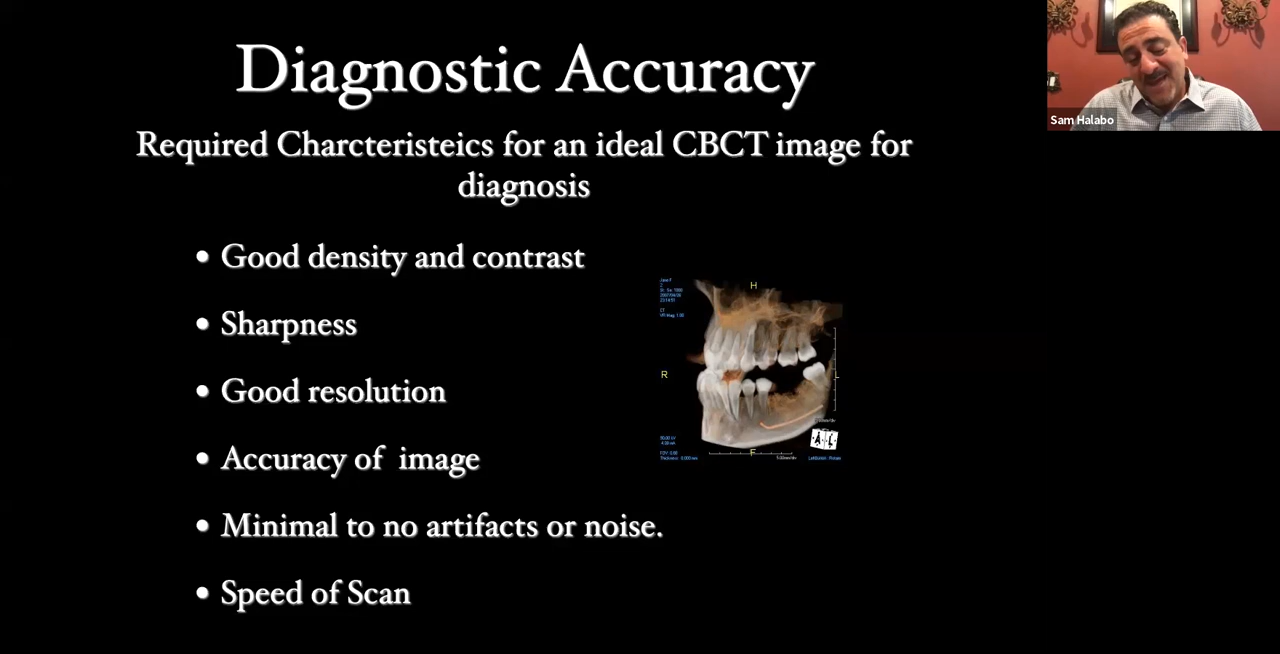 Diagnostic Accuracy
Sam Halabo
Required Charcteristeics for an ideal CBCT image for
diagnosis
• Good density and contrast
• Sharpness
• Good resolution
• Accuracy of image
• Minimal to no artifacts or noise.
• Speed of Scan
H
R
F